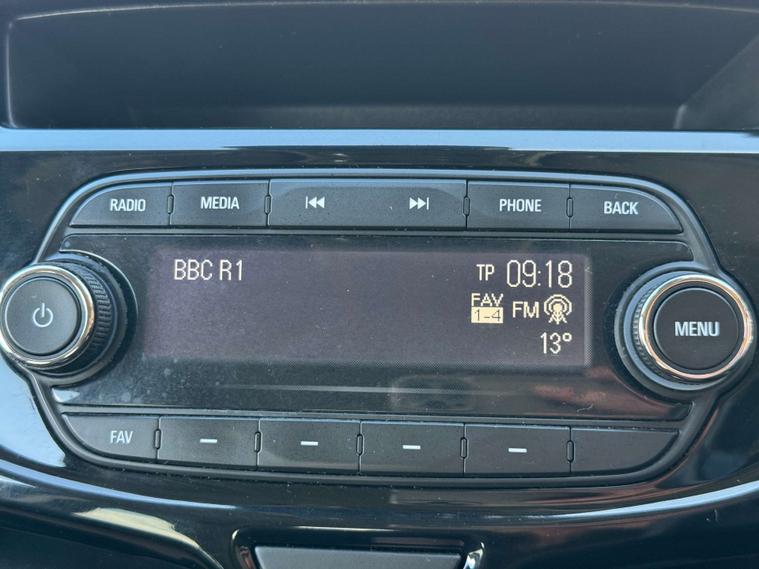 RADIO MEDIA PHONE BACK
BBC R1 TP 09:18
FAV
1-4 FM
13°
MENU
FAV